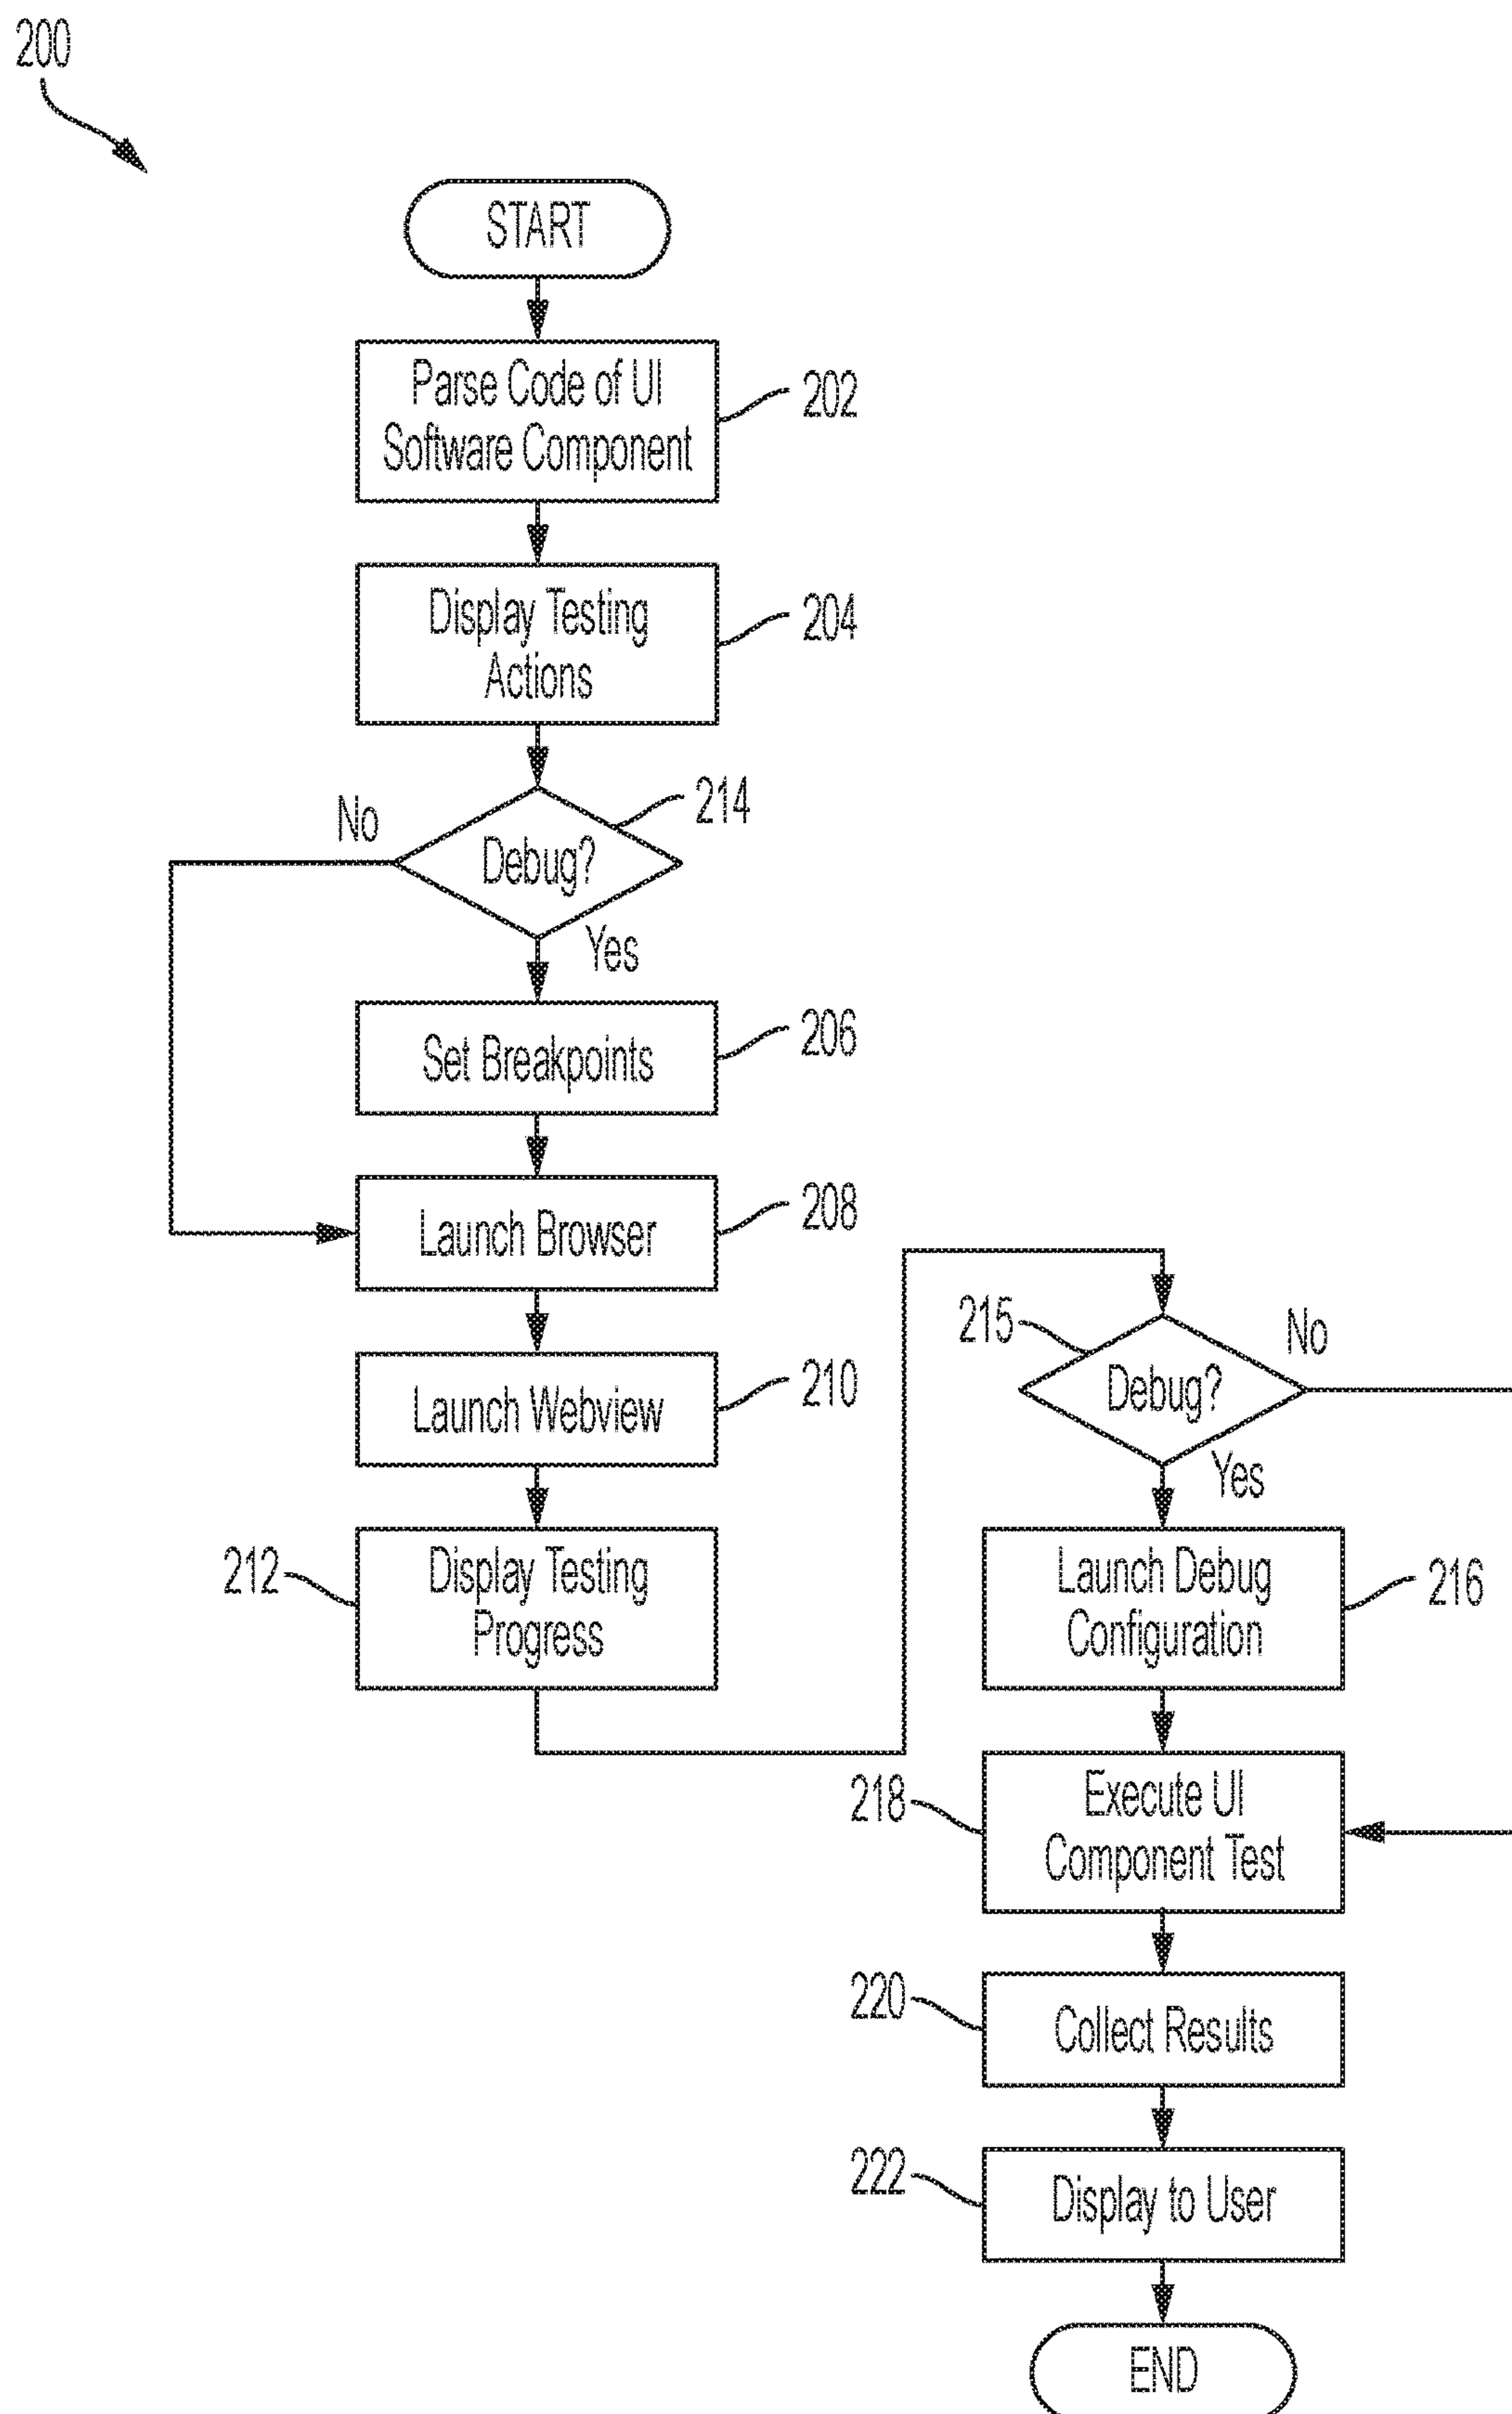 200
START
Parse Code of UI
Software Component
202
Display Testing
Actions
204
No
Debug?
214
Yes
Set Breakpoints
206
Launch Browser
208
Launch Webview
210
212
Display Testing
Progress
215
Debug?
No
Yes
Launch Debug
Configuration
216
218
Execute UI
Component Test
220
Collect Results
222
Display to User
END